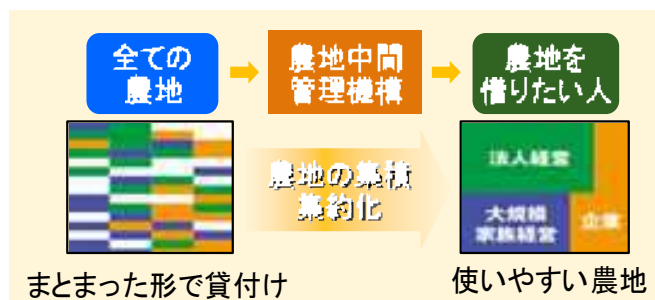 全ての
農地
農地中間
管理機構
農地を
借りたい人
農地の集積
集約化
法人経営
大規模
家族経営
企業
まとまった形で貸付け
使いやすい農地